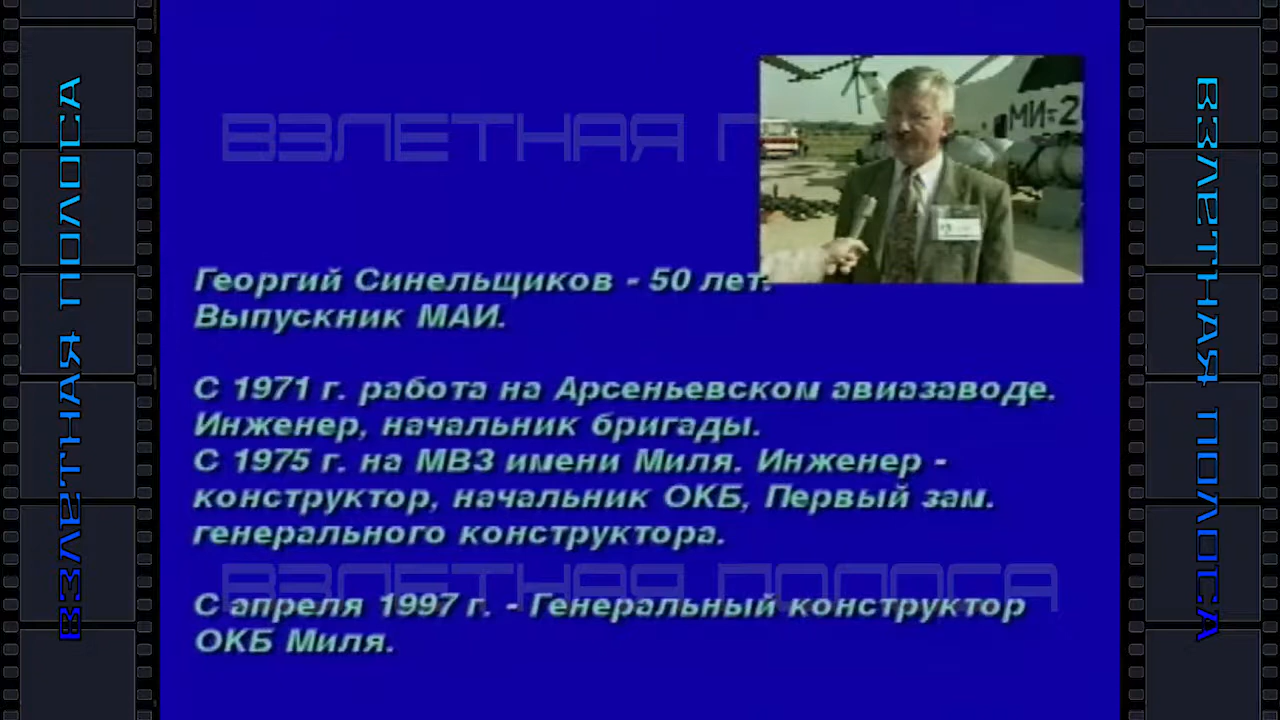 ВЗЛЕТНАЯ ПОЛОСА
ВЗЛЕТНАЯ П
МИ-2
Георгий Синельщиков - 50 лет.
Выпускник МАИ.
С 1971 г. работа на Арсеньевском авиазаводе.
Инженер, начальник бригады.
С 1975 г. на МВЗ имени Миля. Инженер -
конструктор, начальник ОКБ, Первый зам.
генерального конструктора.
ВЗЛЕТНАЯ ПОЛОСА
С апреля 1997 г. - Генеральный конструктор
ОКБ Миля.
ВЗЛЕТНАЯ ПОЛОСА